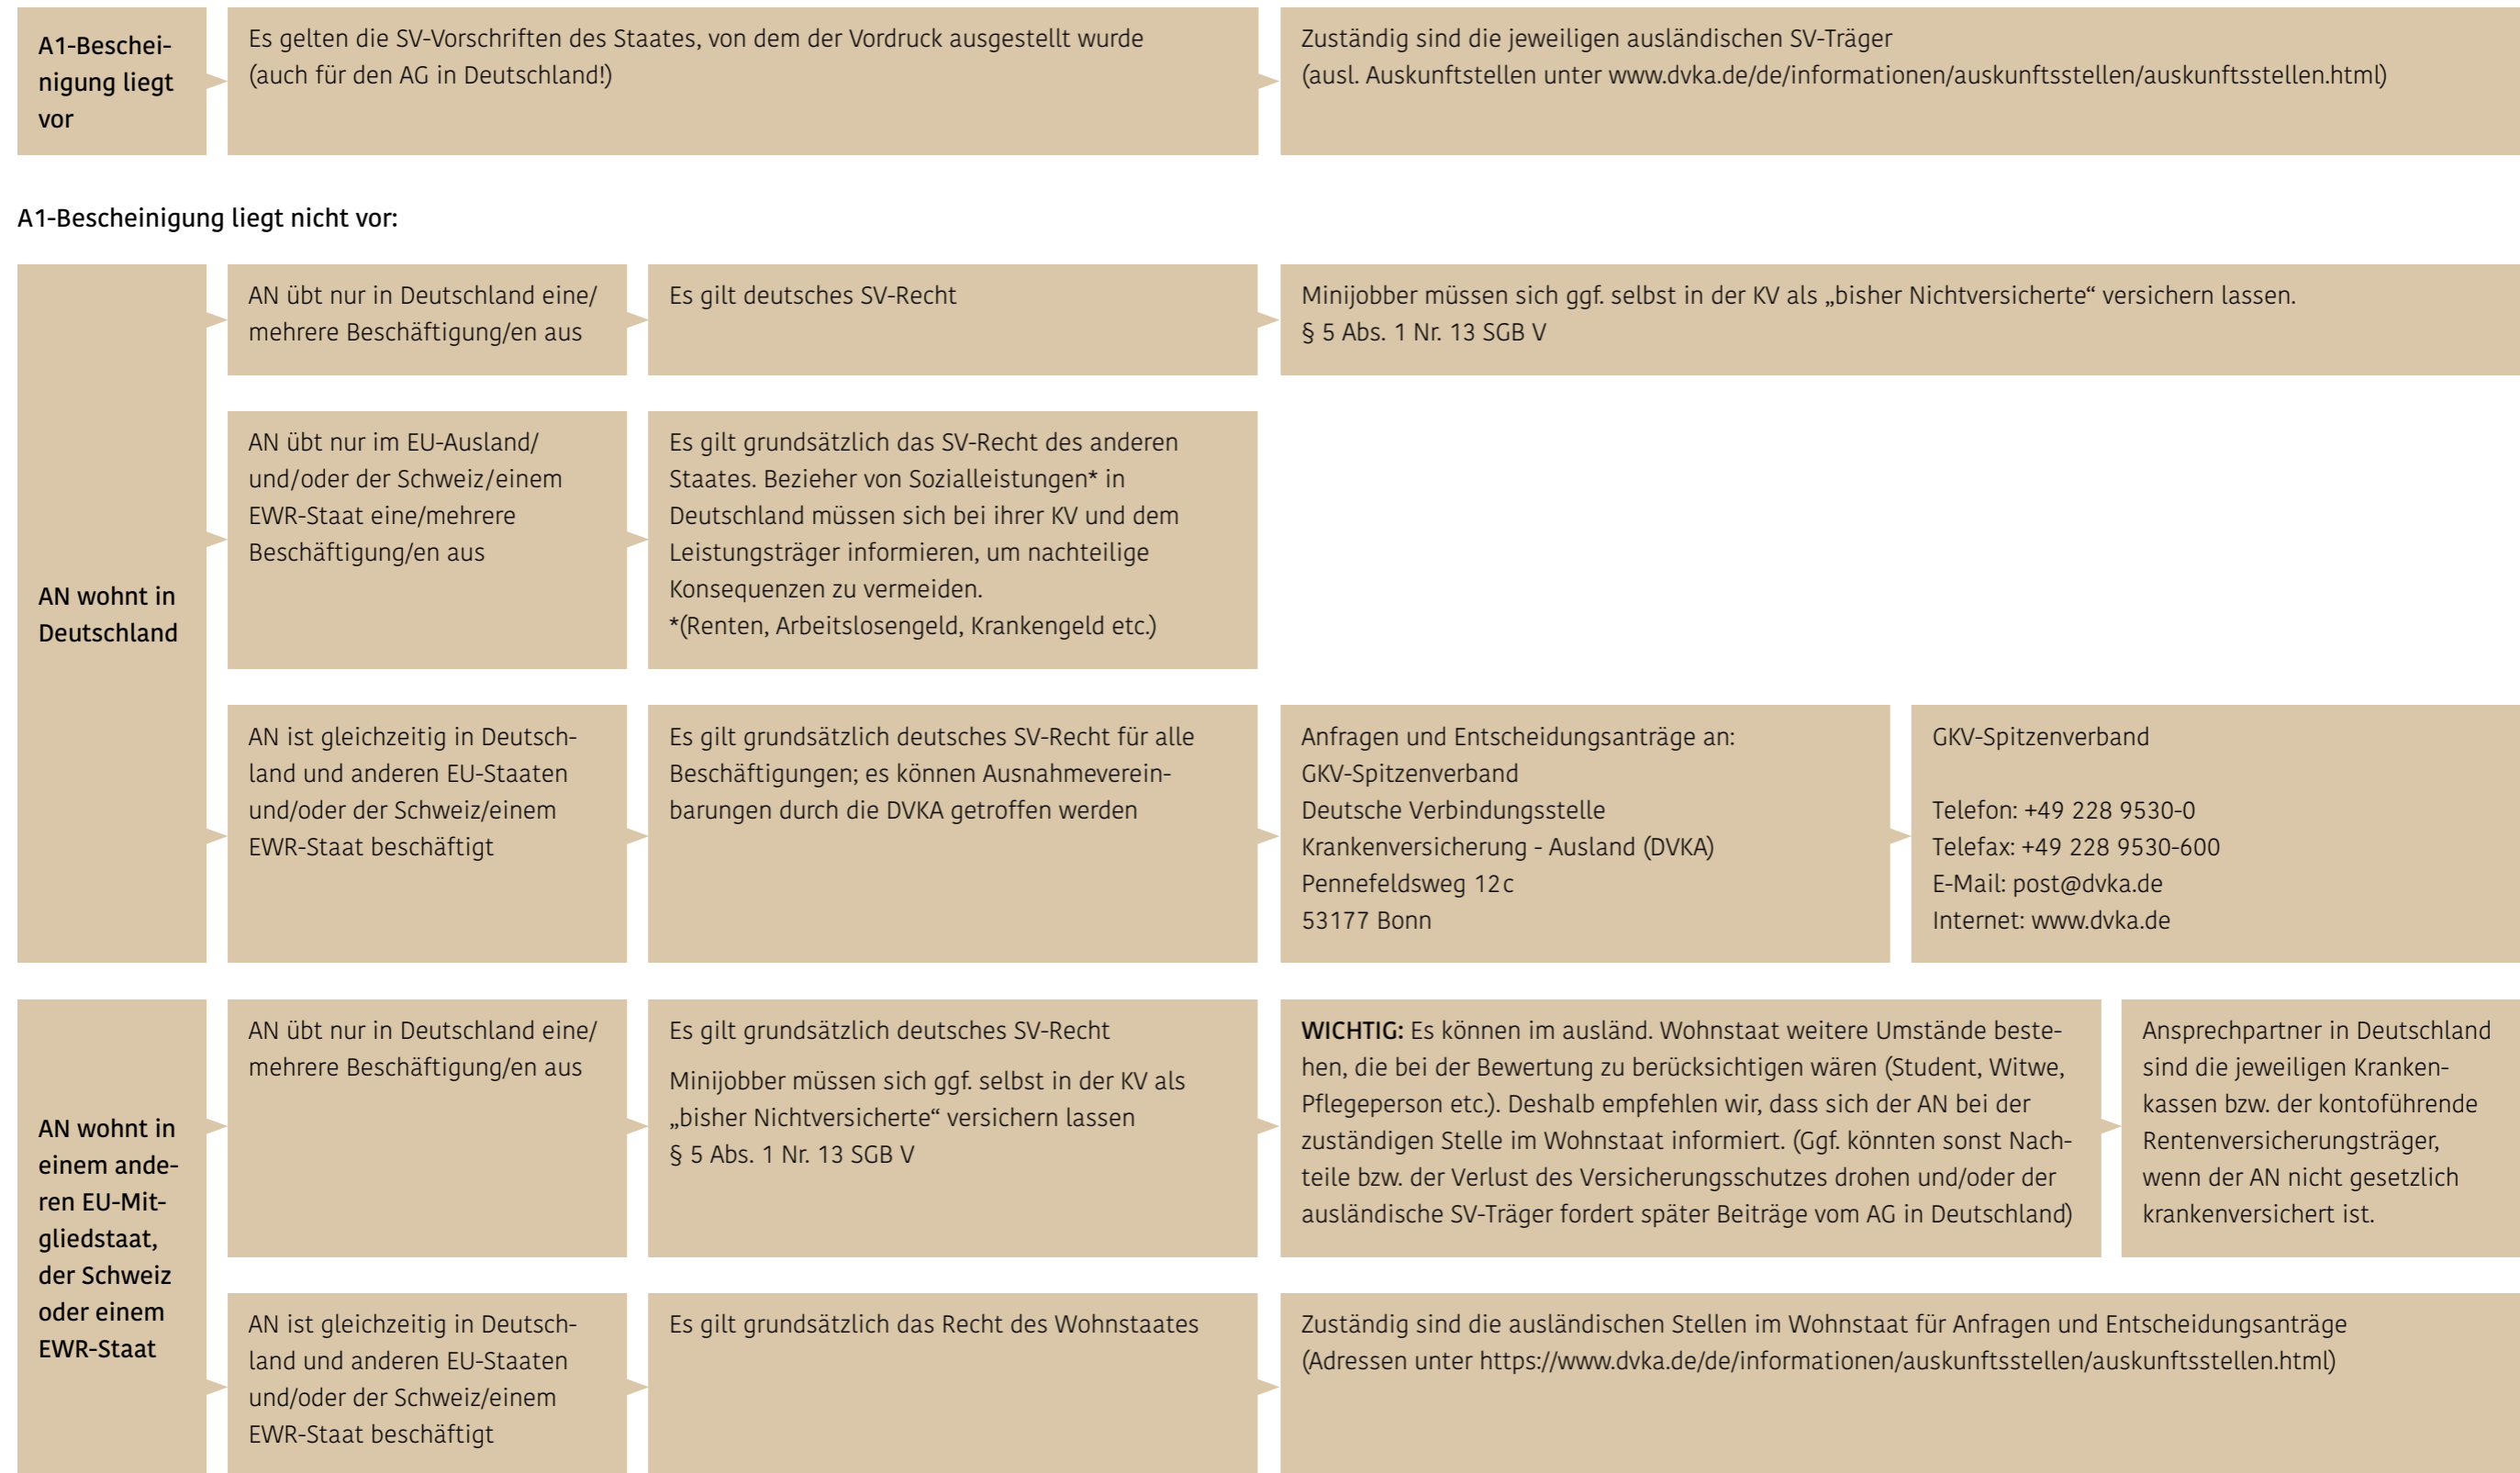 A1-Beschei-
nigung liegt
vor
Es gelten die SV-Vorschriften des Staates, von dem der Vordruck ausgestellt wurde
(auch für den AG in Deutschland!)
Zuständig sind die jeweiligen ausländischen SV-Träger
(ausl. Auskunftstellen unter www.dvka.de/de/informationen/auskunftsstellen/auskunftsstellen.html)
A1-Bescheinigung liegt nicht vor:
AN wohnt in
Deutschland
AN übt nur in Deutschland eine/
mehrere Beschäftigung/en aus
Es gilt deutsches SV-Recht
Minijobber müssen sich ggf. selbst in der KV als „bisher Nichtversicherte“ versichern lassen.
§ 5 Abs. 1 Nr. 13 SGB V
AN übt nur im EU-Ausland/
und/oder der Schweiz/einem
EWR-Staat eine/mehrere
Beschäftigung/en aus
Es gilt grundsätzlich das SV-Recht des anderen
Staates. Bezieher von Sozialleistungen* in
Deutschland müssen sich bei ihrer KV und dem
Leistungsträger informieren, um nachteilige
Konsequenzen zu vermeiden.
*(Renten, Arbeitslosengeld, Krankengeld etc.)
AN ist gleichzeitig in Deutsch-
land und anderen EU-Staaten
und/oder der Schweiz/einem
EWR-Staat beschäftigt
Es gilt grundsätzlich deutsches SV-Recht für alle
Beschäftigungen; es können Ausnahmeverein-
barungen durch die DVKA getroffen werden
Anfragen und Entscheidungsanträge an:
GKV-Spitzenverband
Deutsche Verbindungsstelle
Krankenversicherung - Ausland (DVKA)
Pennefeldsweg 12c
53177 Bonn
GKV-Spitzenverband
Telefon: +49 228 9530-0
Telefax: +49 228 9530-600
E-Mail: post@dvka.de
Internet: www.dvka.de
AN wohnt in
einem ande-
ren EU-Mit-
gliedstaat,
der Schweiz
oder einem
EWR-Staat
AN übt nur in Deutschland eine/
mehrere Beschäftigung/en aus
Es gilt grundsätzlich deutsches SV-Recht
Minijobber müssen sich ggf. selbst in der KV als
„bisher Nichtversicherte“ versichern lassen
§ 5 Abs. 1 Nr. 13 SGB V
WICHTIG: Es können im ausländ. Wohnstaat weitere Umstände beste-
hen, die bei der Bewertung zu berücksichtigen wären (Student, Witwe,
Pflegeperson etc.). Deshalb empfehlen wir, dass sich der AN bei der
zuständigen Stelle im Wohnstaat informiert. (Ggf. könnten sonst Nach-
teile bzw. der Verlust des Versicherungsschutzes drohen und/oder der
ausländische SV-Träger fordert später Beiträge vom AG in Deutschland)
Ansprechpartner in Deutschland
sind die jeweiligen Kranken-
kassen bzw. der kontoführende
Rentenversicherungsträger,
wenn der AN nicht gesetzlich
krankenversichert ist.
AN ist gleichzeitig in Deutsch-
land und anderen EU-Staaten
und/oder der Schweiz/einem
EWR-Staat beschäftigt
Es gilt grundsätzlich das Recht des Wohnstaates
Zuständig sind die ausländischen Stellen im Wohnstaat für Anfragen und Entscheidungsanträge
(Adressen unter https://www.dvka.de/de/informationen/auskunftsstellen/auskunftsstellen.html)